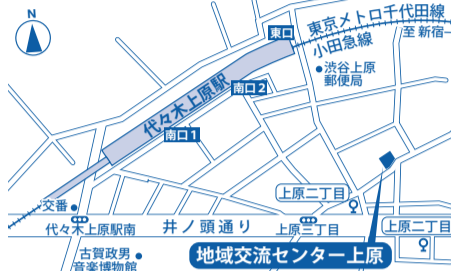 N
東京メトロ千代田線
小田急線
至 新宿
東口
渋谷上原
郵便局
代々木上原駅
南口2
南口1
上原二丁目
交番
代々木上原駅南
井ノ頭通り
上原三丁目
上原二丁目
古賀政男
音楽博物館
地域交流センター上原